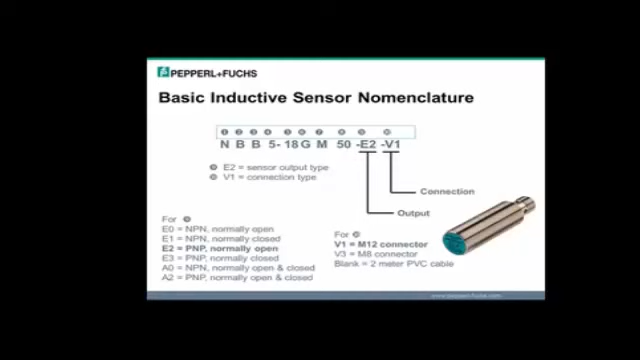 PEPPERL+FUCHS
Basic Inductive Sensor Nomenclature
N B B 5-18 G M 50 -E2 -V1
E2 = sensor output type
V1 = connection type
Connection
Output
For
E0 = NPN, normally open
E1 = NPN, normally closed
E2 = PNP, normally open
E3 = PNP, normally closed
A0 = NPN, normally open & closed
A2 = PNP, normally open & closed
For
V1 = M12 connector
V3 = M8 connector
Blank = 2 meter PVC cable
www.pepperl-fuchs.com